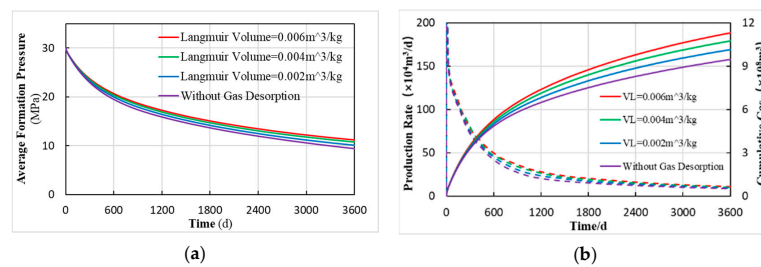 Average Formation Pressure
(MPa)
40
30
20
10
0
Langmuir Volume=0.006m^3/kg
Langmuir Volume=0.004m^3/kg
Langmuir Volume=0.002m^3/kg
Without Gas Desorption
0 600 1200 1800 2400 3000 3600
Time (d)
(a)
Production Rate (×10⁴m³/d)
200
150
100
50
0
VL=0.006m^3/kg
VL=0.004m^3/kg
VL=0.002m^3/kg
Without Gas Desorption
12
9
6
3
0
0 600 1200 1800 2400 3000 3600
Time/d
(b)